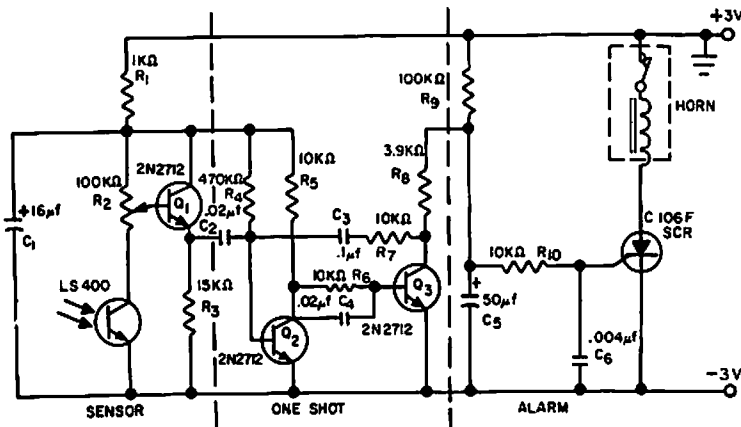 +3V
1KΩ
R1
100KΩ
R9
HORN
2N2712
100KΩ
R2
Q1
470KΩ
R4
10KΩ
R5
3.9KΩ
R8
+16μf
C1
.02μf
C2
C3
.1μf
10KΩ
R7
C106F
SCR
LS400
15KΩ
R3
10KΩ R6
.02μf C4
Q3
2N2712
Q2
2N2712
10KΩ R10
+
50μf
C5
.004μf
C6
-3V
SENSOR
ONE SHOT
ALARM